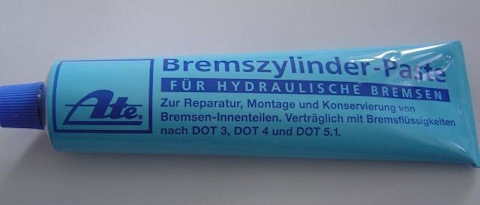 Bremszylinder-Paste
FÜR HYDRAULISCHE BREMSEN
Ate
Zur Reparatur, Montage und Konservierung von
Bremsen-Innenteilen. Verträglich mit Bremsflüssigkeiten
nach DOT 3, DOT 4 und DOT 5.1.